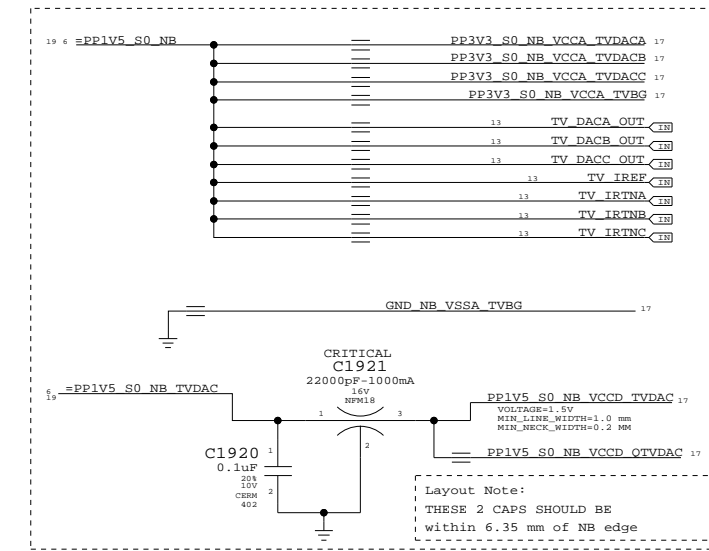 19 6 =PP1V5_S0_NB
PP3V3_S0_NB_VCCA_TVDACA 17
PP3V3_S0_NB_VCCA_TVDACB 17
PP3V3_S0_NB_VCCA_TVDACC 17
PP3V3_S0_NB_VCCA_TVBG 17
13 TV_DACA_OUT IN
13 TV_DACB_OUT IN
13 TV_DACC_OUT IN
13 TV_IREF IN
13 TV_IRTNA IN
13 TV_IRTNB IN
13 TV_IRTNC IN
GND_NB_VSSA_TVBG 17
CRITICAL
C1921
22000pF-1000mA
16V
NFM18
6 =PP1V5_S0_NB_TVDAC
19
1 3
2
PP1V5_S0_NB_VCCD_TVDAC 17
VOLTAGE=1.5V
MIN_LINE_WIDTH=1.0 mm
MIN_NECK_WIDTH=0.2 MM
PP1V5_S0_NB_VCCD_QTVDAC 17
C1920 1
0.1uF
20%
10V
CERM 2
402
Layout Note:
THESE 2 CAPS SHOULD BE
within 6.35 mm of NB edge